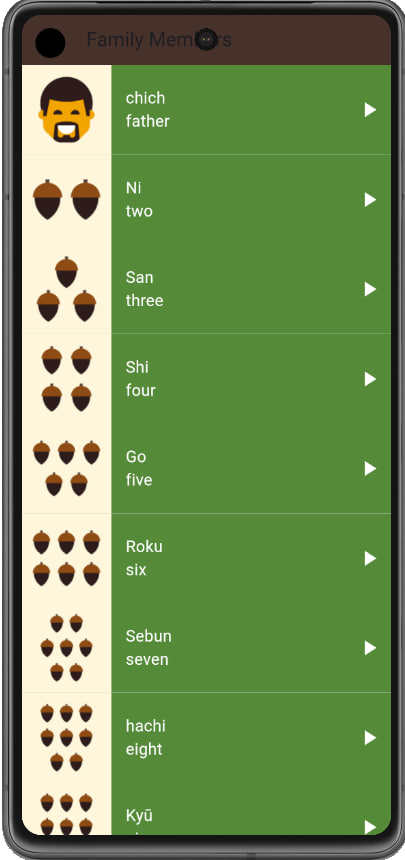 Family Members
chich
father
Ni
two
San
three
Shi
four
Go
five
Roku
six
Sebun
seven
hachi
eight
Kyū